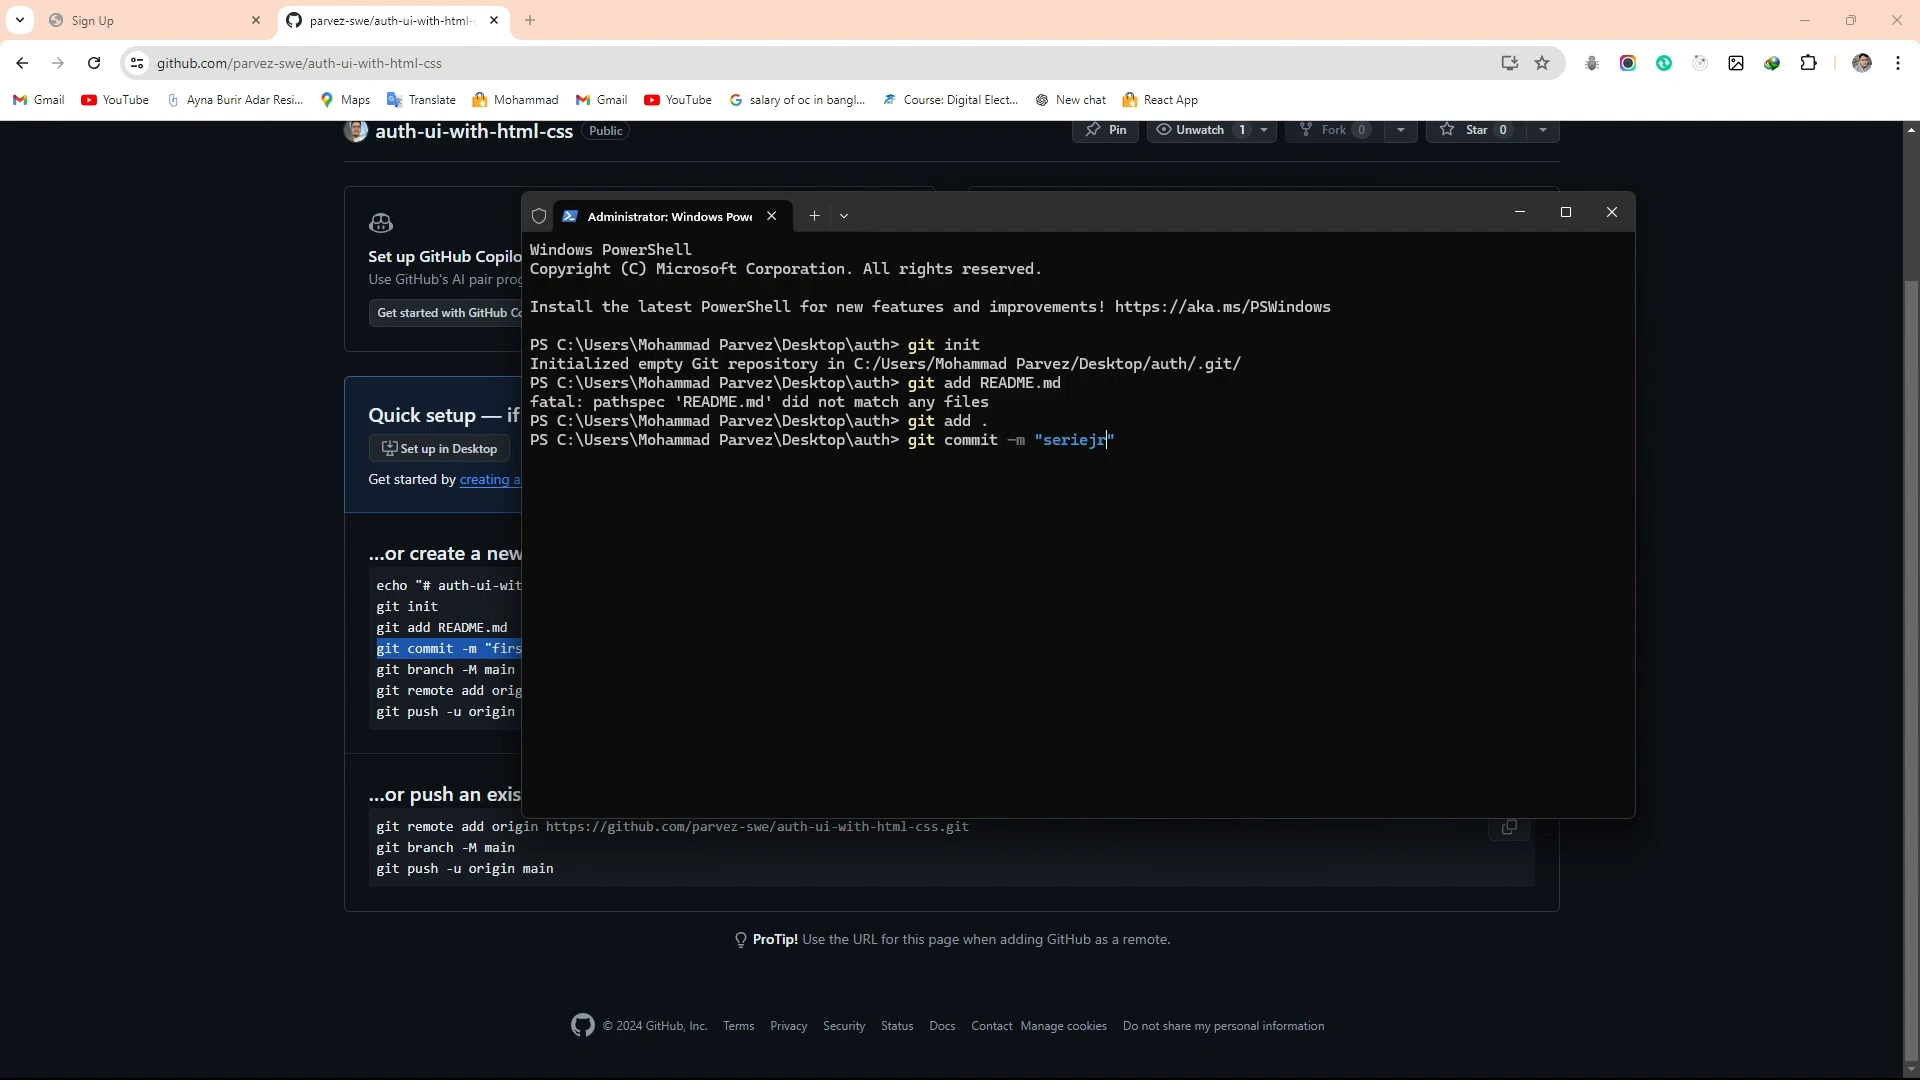 Sign Up
parvez-swe/auth-ui-with-html-
github.com/parvez-swe/auth-ui-with-html-css
Gmail YouTube Ayna Burir Adar Resi... Maps Translate Mohammad Gmail YouTube salary of oc in bangl... Course: Digital Elect... New chat React App
auth-ui-with-html-css Public Pin Unwatch 1 Fork 0 Star 0
Administrator: Windows Powe
Windows PowerShell
Copyright (C) Microsoft Corporation. All rights reserved.
Install the latest PowerShell for new features and improvements! https://aka.ms/PSWindows
PS C:\Users\Mohammad Parvez\Desktop\auth> git init
Initialized empty Git repository in C:/Users/Mohammad Parvez/Desktop/auth/.git/
PS C:\Users\Mohammad Parvez\Desktop\auth> git add README.md
fatal: pathspec 'README.md' did not match any files
PS C:\Users\Mohammad Parvez\Desktop\auth> git add .
PS C:\Users\Mohammad Parvez\Desktop\auth> git commit -m "seriejr"
Set up GitHub Copilo
Use GitHub's AI pair prog
Get started with GitHub Co
Quick setup — if
Set up in Desktop
Get started by creating a
...or create a new
echo "# auth-ui-wit
git init
git add README.md
git commit -m "firs
git branch -M main
git remote add orig
git push -u origin
...or push an exis
git remote add origin https://github.com/parvez-swe/auth-ui-with-html-css.git
git branch -M main
git push -u origin main
ProTip! Use the URL for this page when adding GitHub as a remote.
© 2024 GitHub, Inc. Terms Privacy Security Status Docs Contact Manage cookies Do not share my personal information